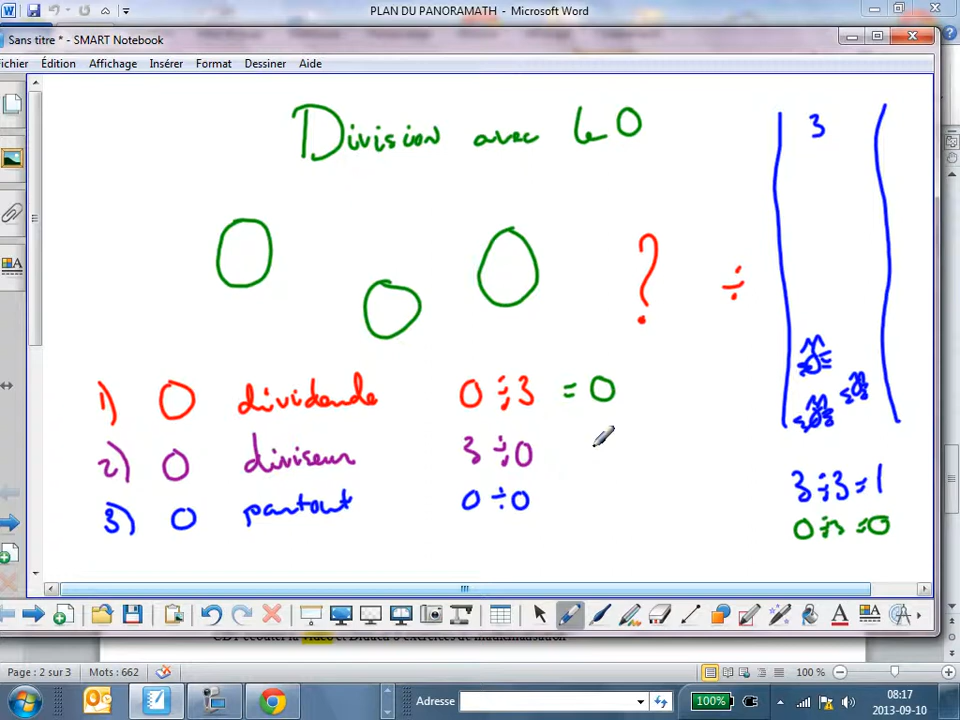 PLAN DU PANORAMATH - Microsoft Word
Sans titre * - SMART Notebook
Fichier Édition Affichage Insérer Format Dessiner Aide
Division avec le 0
3
0 0 0 ? ÷
1) 0 dividende 0 ÷ 3 = 0
2) 0 diviseur 3 ÷ 0
3) 0 partout 0 ÷ 0
3 ÷ 3 = 1
0 ÷ 3 = 0
Page : 2 sur 3 Mots : 662 100 %
Adresse 100% 08:17
2013-09-10